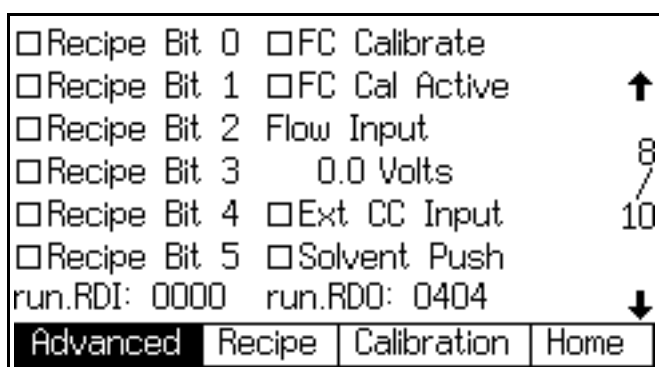 ☐Recipe Bit 0 ☐FC Calibrate
☐Recipe Bit 1 ☐FC Cal Active
☐Recipe Bit 2 Flow Input
☐Recipe Bit 3 0.0 Volts
☐Recipe Bit 4 ☐Ext CC Input
☐Recipe Bit 5 ☐Solvent Push
run.RDI: 0000 run.RDO: 0404
8/10
Advanced Recipe Calibration Home